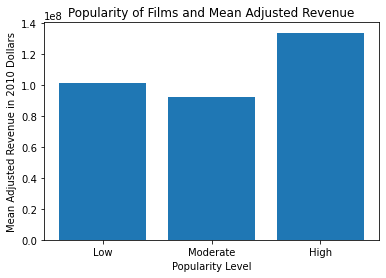 Popularity of Films and Mean Adjusted Revenue
1e8
Mean Adjusted Revenue in 2010 Dollars
1.4
1.2
1.0
0.8
0.6
0.4
0.2
0.0
Low Moderate High
Popularity Level